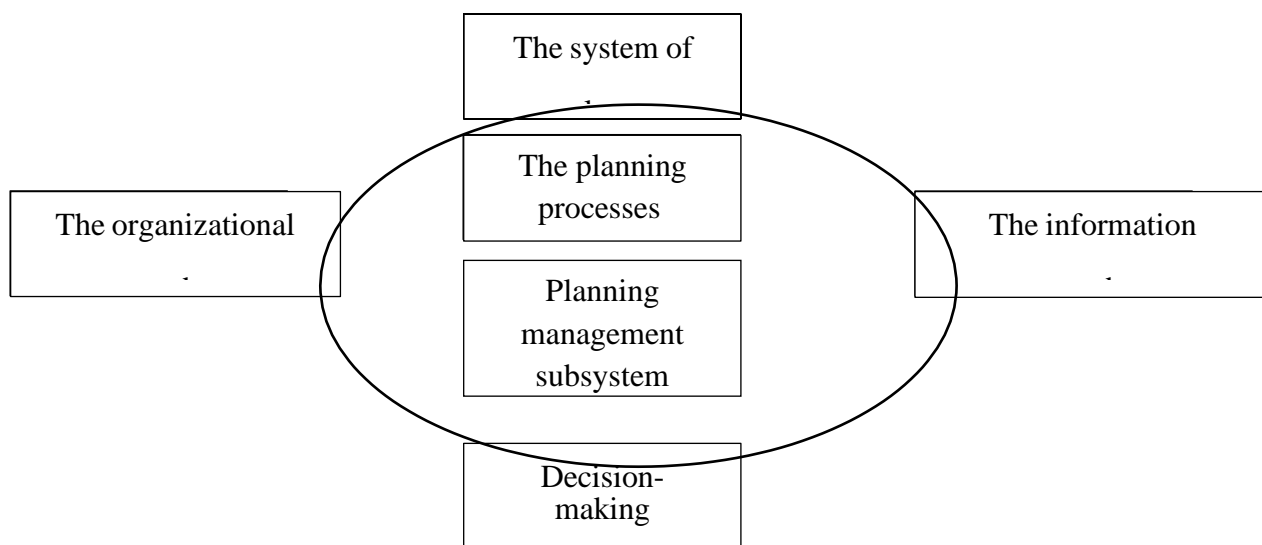 The system of
The planning
processes
The organizational
The information
Planning
management
subsystem
Decision-
making